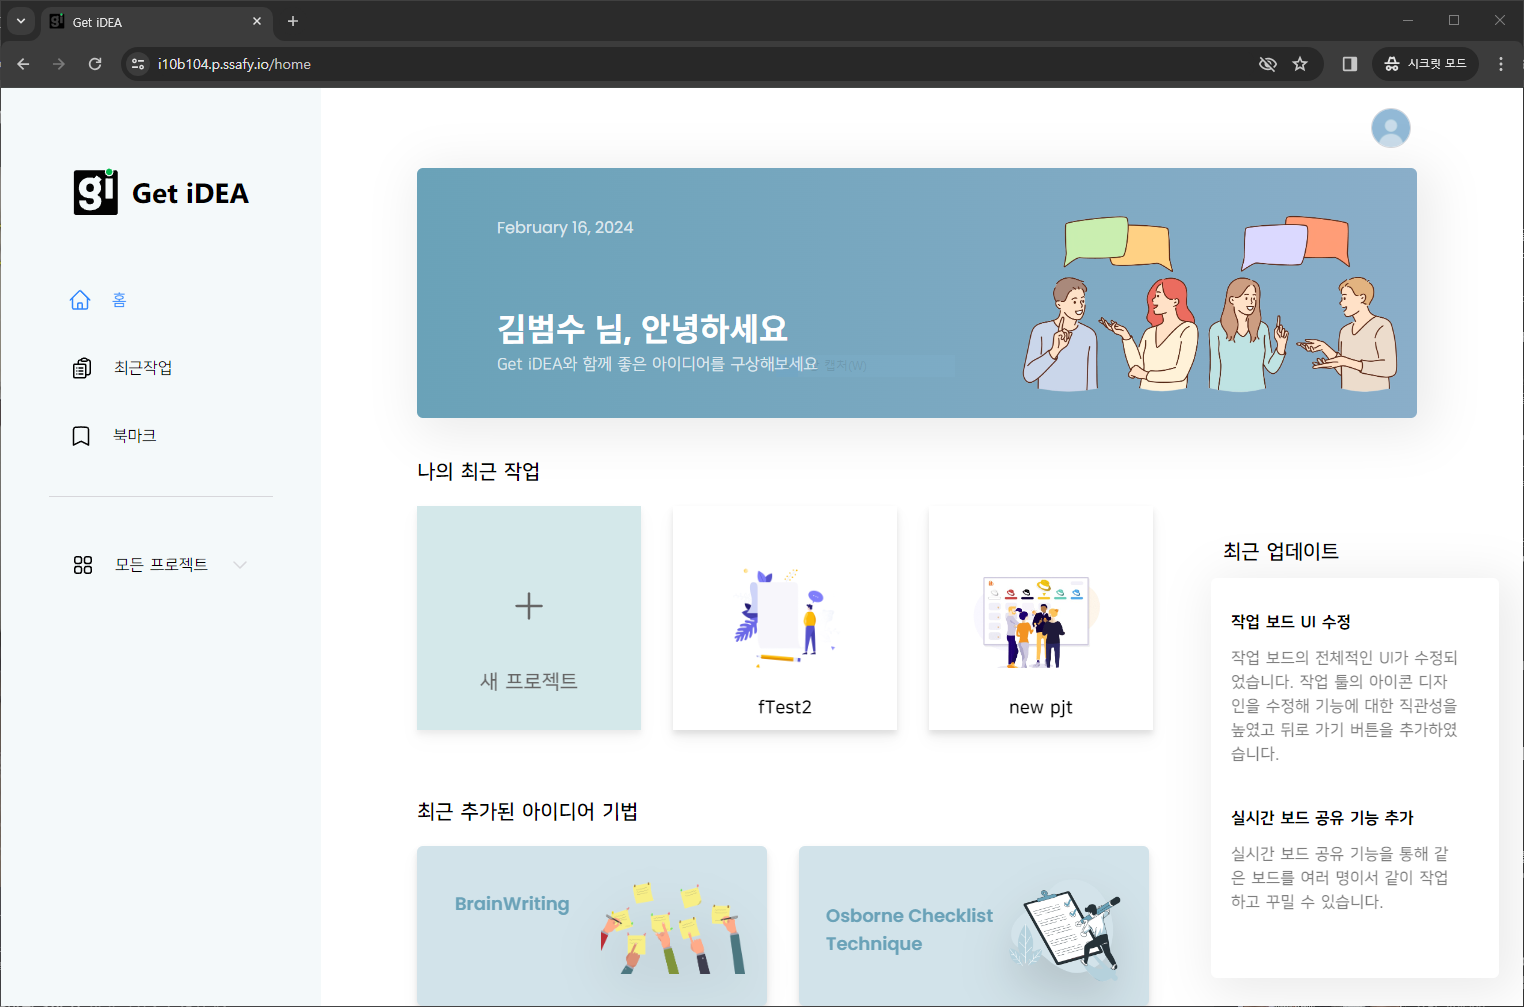 Get iDEA
i10b104.p.ssafy.io/home
시크릿 모드
gi Get iDEA
홈
최근작업
북마크
모든 프로젝트
February 16, 2024
김범수 님, 안녕하세요
Get iDEA와 함께 좋은 아이디어를 구상해보세요
나의 최근 작업
새 프로젝트
fTest2
new pjt
최근 추가된 아이디어 기법
BrainWriting
Osborne Checklist
Technique
최근 업데이트
작업 보드 UI 수정
작업 보드의 전체적인 UI가 수정되
었습니다. 작업 툴의 아이콘 디자
인을 수정해 기능에 대한 직관성을
높였고 뒤로 가기 버튼을 추가하였
습니다.
실시간 보드 공유 기능 추가
실시간 보드 공유 기능을 통해 같
은 보드를 여러 명이서 같이 작업
하고 꾸밀 수 있습니다.